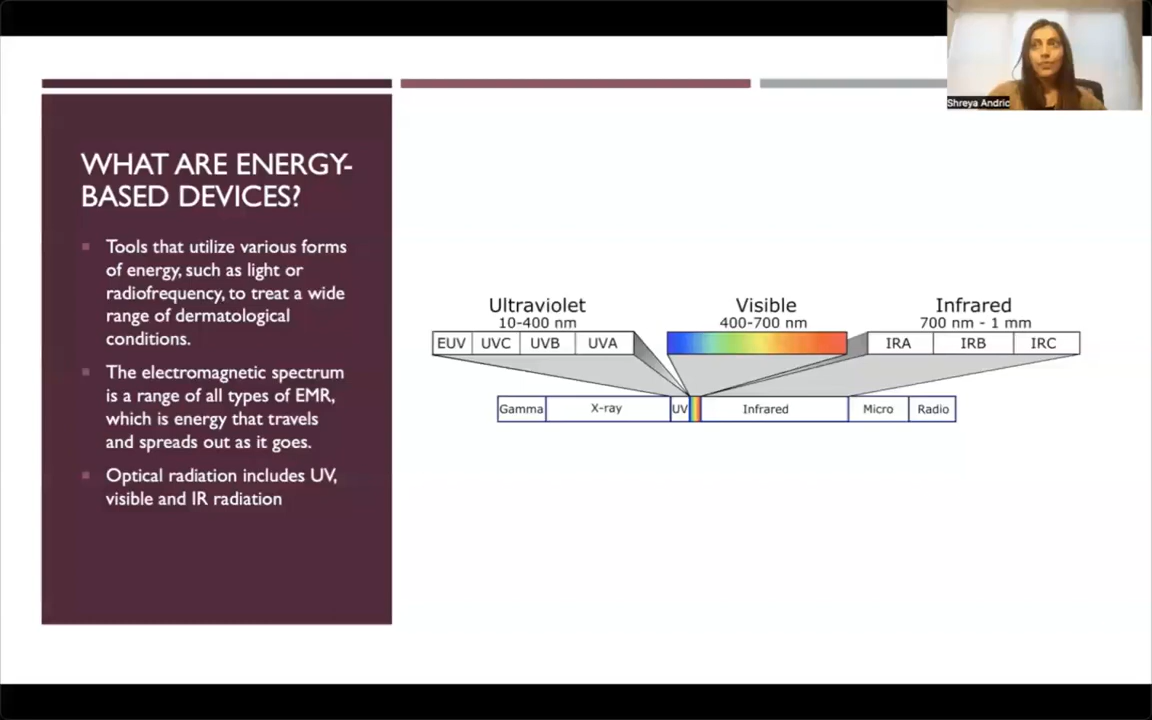 Shreya Andric
WHAT ARE ENERGY-
BASED DEVICES?
Tools that utilize various forms
of energy, such as light or
radiofrequency, to treat a wide
range of dermatological
conditions.
The electromagnetic spectrum
is a range of all types of EMR,
which is energy that travels
and spreads out as it goes.
Optical radiation includes UV,
visible and IR radiation
Ultraviolet
10-400 nm
EUV UVC UVB UVA
Visible
400-700 nm
Infrared
700 nm - 1 mm
IRA IRB IRC
Gamma X-ray UV Infrared Micro Radio